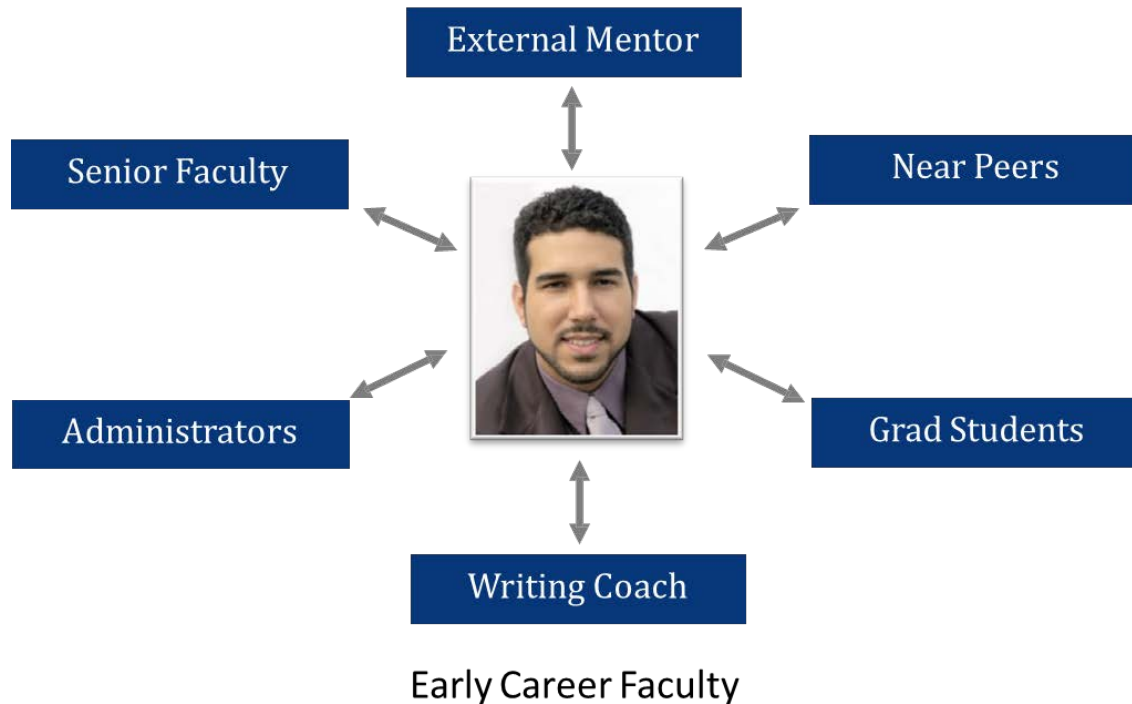 External Mentor
Senior Faculty
Near Peers
Administrators
Grad Students
Writing Coach
Early Career Faculty